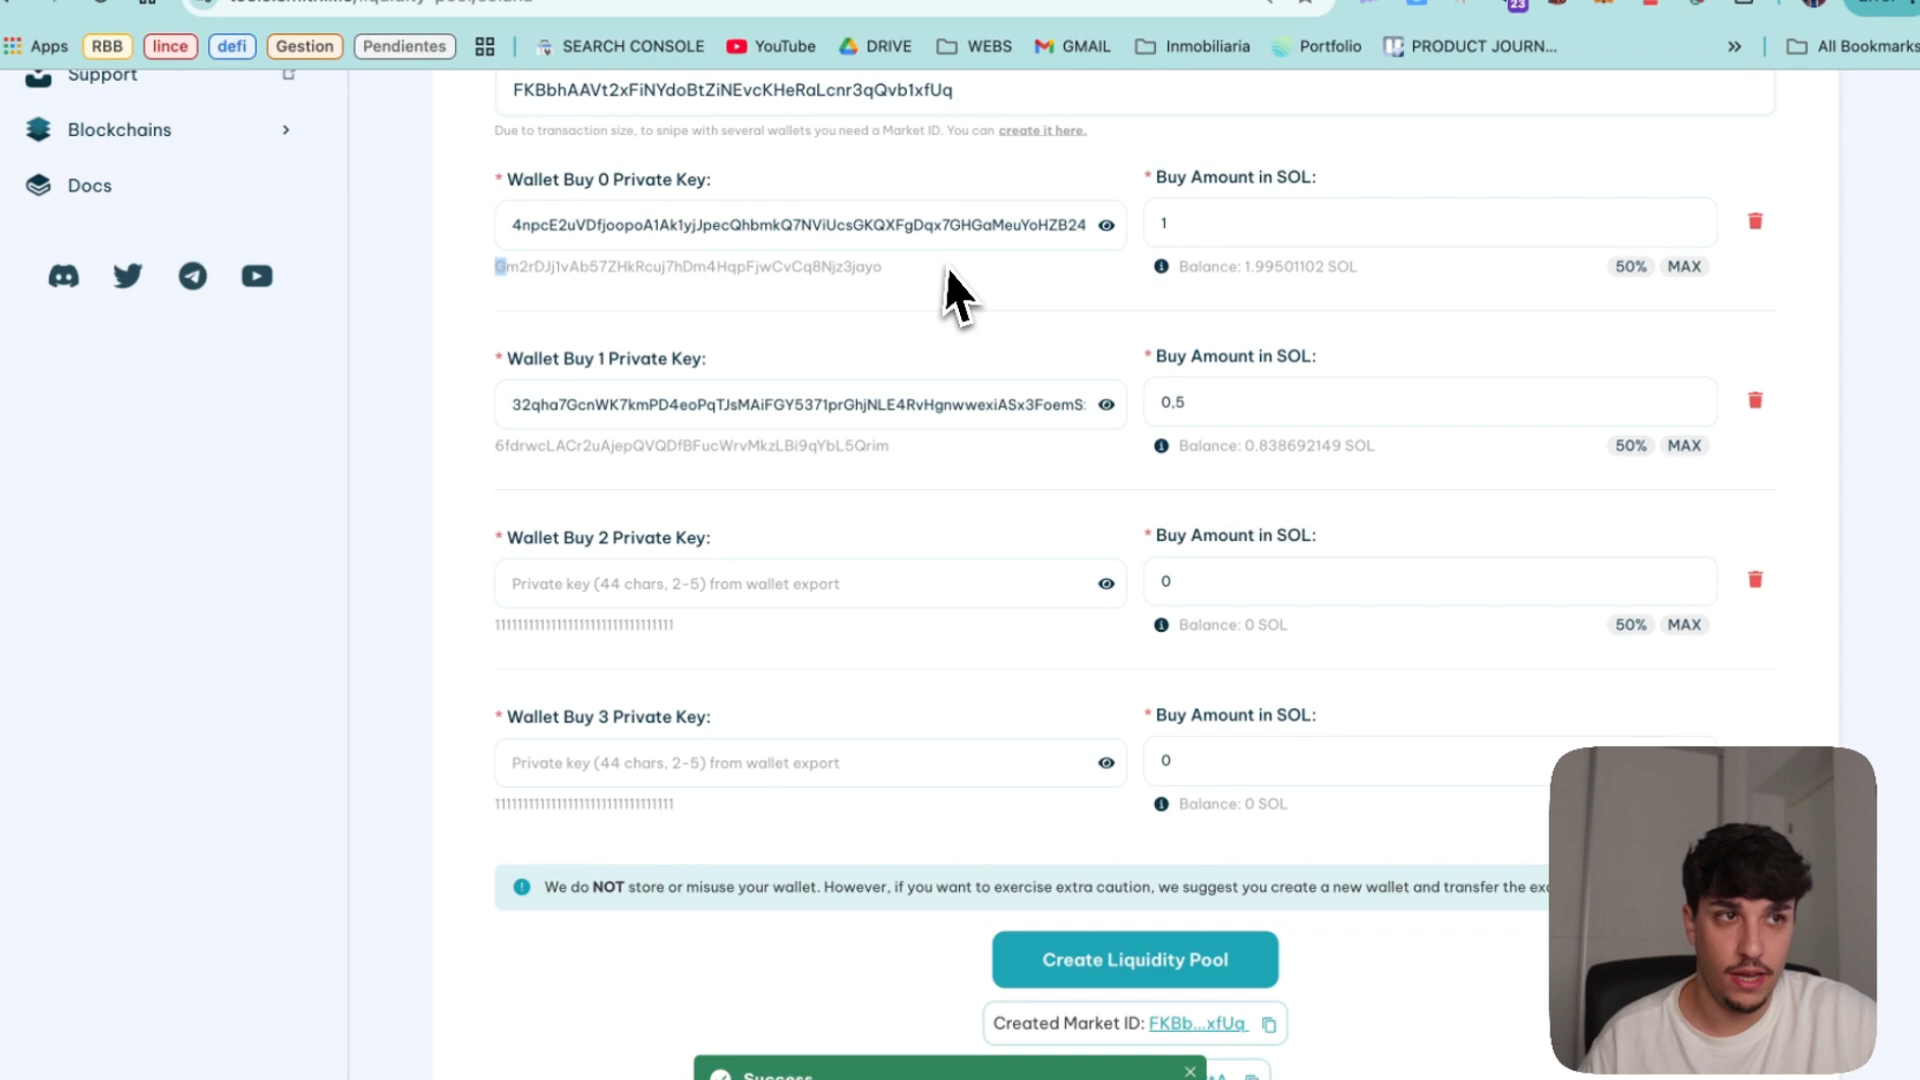 Apps RBB lince defi Gestion Pendientes SEARCH CONSOLE YouTube DRIVE WEBS GMAIL Inmobiliaria Portfolio PRODUCT JOURN... » All Bookmarks
23
Support
Blockchains
Docs
FKBbhAAVt2xFiNYdoBtZiNEvcKHeRaLcnr3qQvb1xfUq
Due to transaction size, to snipe with several wallets you need a Market ID. You can create it here.
* Wallet Buy 0 Private Key:
* Buy Amount in SOL:
4npcE2uVDfjoopoA1Ak1yjJpecQhbmkQ7NViUcsGKQXFgDqx7GHGaMeuYoHZB24
1
Gm2rDJj1vAb57ZHkRcuj7hDm4HqpFjwCvCq8Njz3jayo
Balance: 1.99501102 SOL
50% MAX
* Wallet Buy 1 Private Key:
* Buy Amount in SOL:
32qha7GcnWK7kmPD4eoPqTJsMAiFGY5371prGhjNLE4RvHgnwwexiASx3FoemS
0,5
6fdrwcLACr2uAjepQVQDfBFucWrvMkzLBi9qYbL5Qrim
Balance: 0.838692149 SOL
50% MAX
* Wallet Buy 2 Private Key:
* Buy Amount in SOL:
Private key (44 chars, 2-5) from wallet export
0
11111111111111111111111111111111
Balance: 0 SOL
50% MAX
* Wallet Buy 3 Private Key:
* Buy Amount in SOL:
Private key (44 chars, 2-5) from wallet export
0
11111111111111111111111111111111
Balance: 0 SOL
We do NOT store or misuse your wallet. However, if you want to exercise extra caution, we suggest you create a new wallet and transfer the
Create Liquidity Pool
Created Market ID: FKBb...xfUq
Success